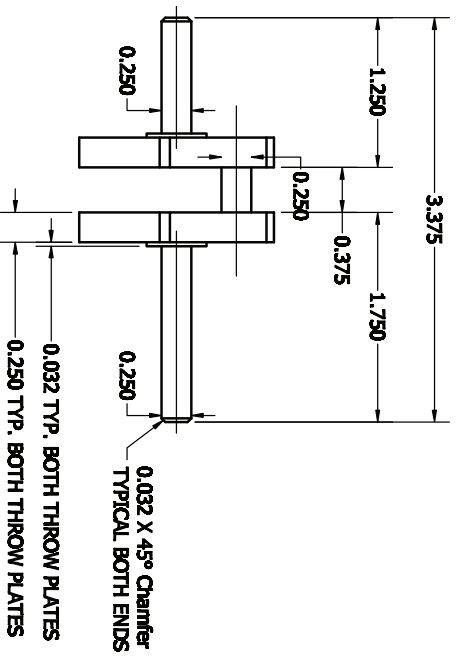 3.375
1.250
1.750
0.375
0.250
0.250
0.250
0.032 X 45° Chamfer
TYPICAL BOTH ENDS
0.032 TYP. BOTH THROW PLATES
0.250 TYP. BOTH THROW PLATES